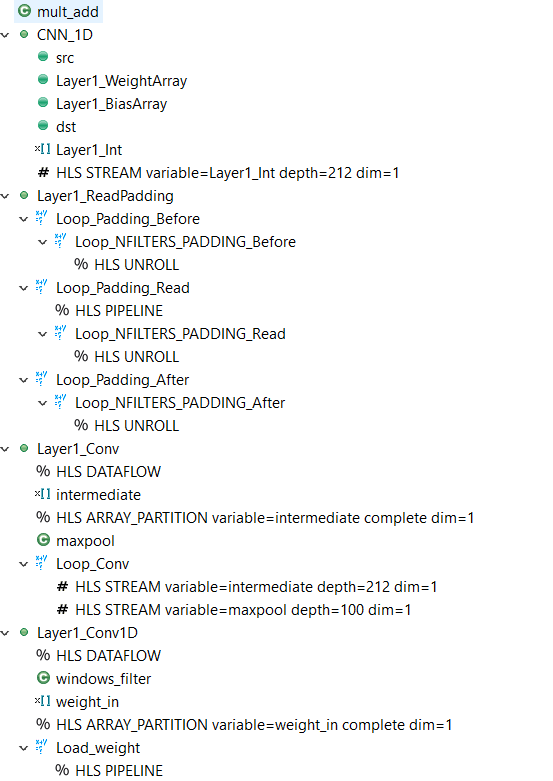 mult_add
CNN_1D
src
Layer1_WeightArray
Layer1_BiasArray
dst
Layer1_Int
# HLS STREAM variable=Layer1_Int depth=212 dim=1
Layer1_ReadPadding
Loop_Padding_Before
Loop_NFILTERS_PADDING_Before
% HLS UNROLL
Loop_Padding_Read
% HLS PIPELINE
Loop_NFILTERS_PADDING_Read
% HLS UNROLL
Loop_Padding_After
Loop_NFILTERS_PADDING_After
% HLS UNROLL
Layer1_Conv
% HLS DATAFLOW
intermediate
% HLS ARRAY_PARTITION variable=intermediate complete dim=1
maxpool
Loop_Conv
# HLS STREAM variable=intermediate depth=212 dim=1
# HLS STREAM variable=maxpool depth=100 dim=1
Layer1_Conv1D
% HLS DATAFLOW
windows_filter
weight_in
% HLS ARRAY_PARTITION variable=weight_in complete dim=1
Load_weight
% HLS PIPELINE